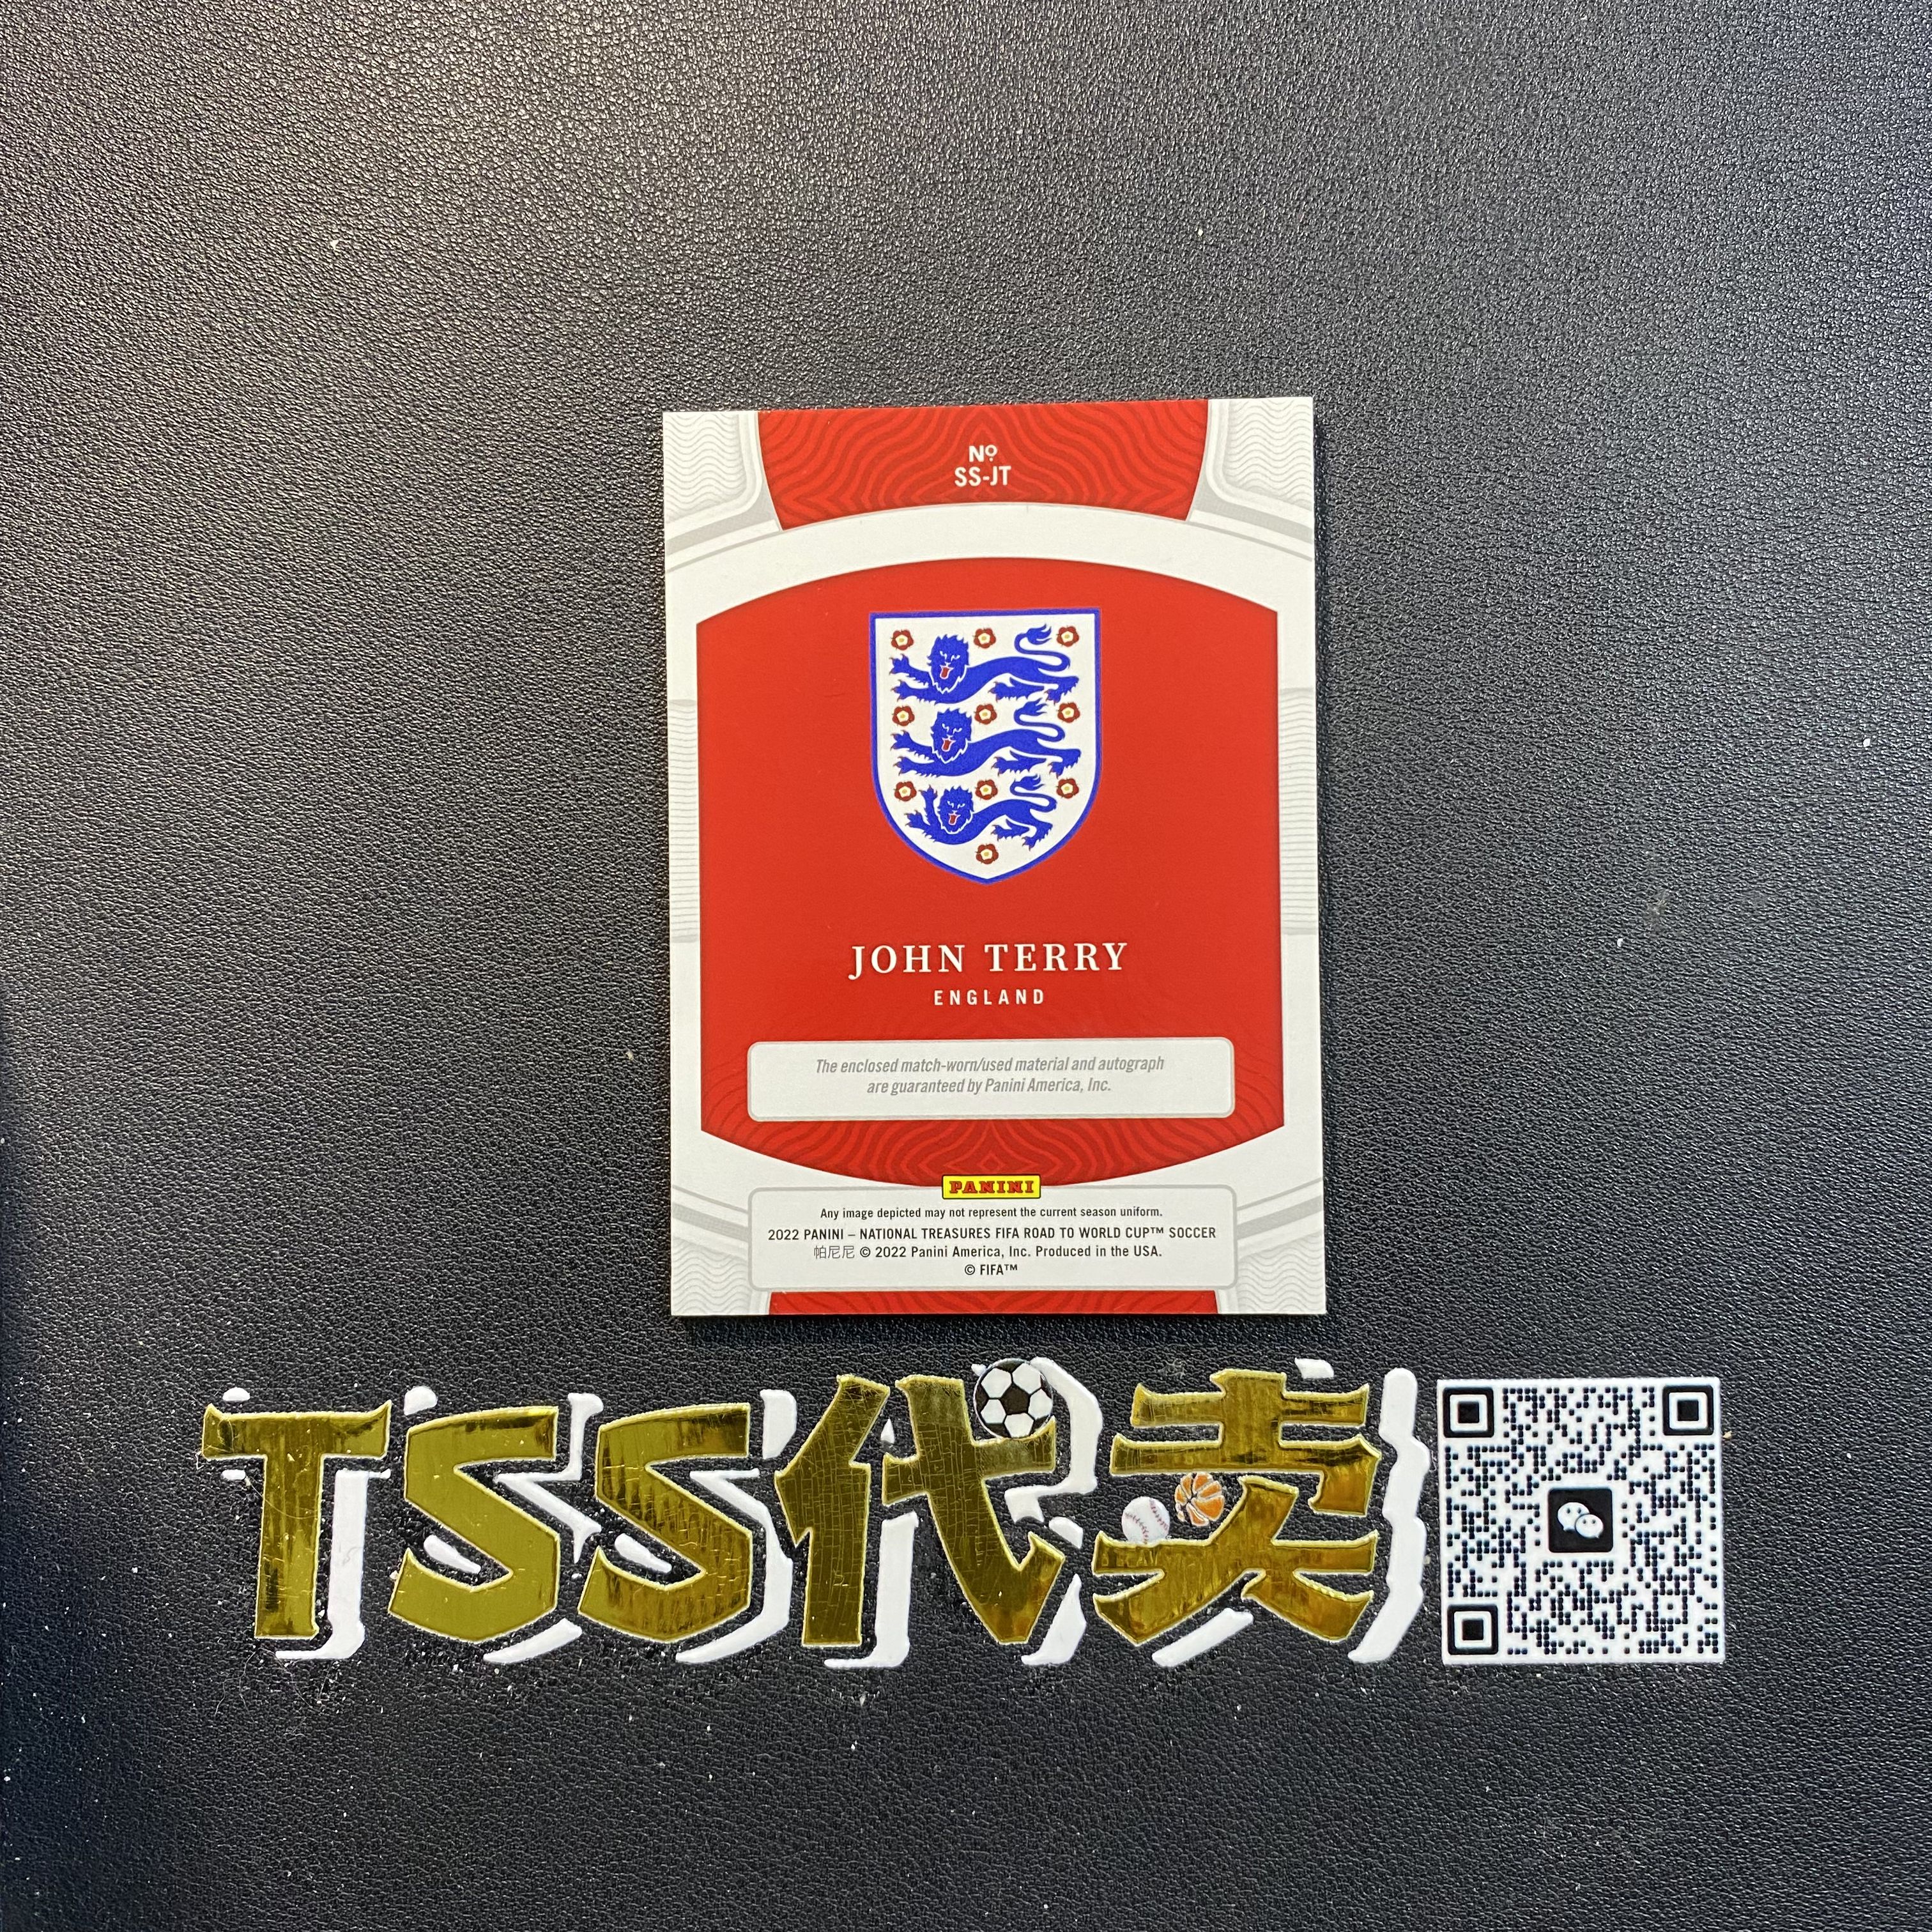 Nº
SS-JT
JOHN TERRY
ENGLAND
The enclosed match-worn/used material and autograph
are guaranteed by Panini America, Inc.
PANINI
Any image depicted may not represent the current season uniform.
2022 PANINI – NATIONAL TREASURES FIFA ROAD TO WORLD CUP™ SOCCER
帕尼尼 © 2022 Panini America, Inc. Produced in the USA.
© FIFA™
TSS代卖